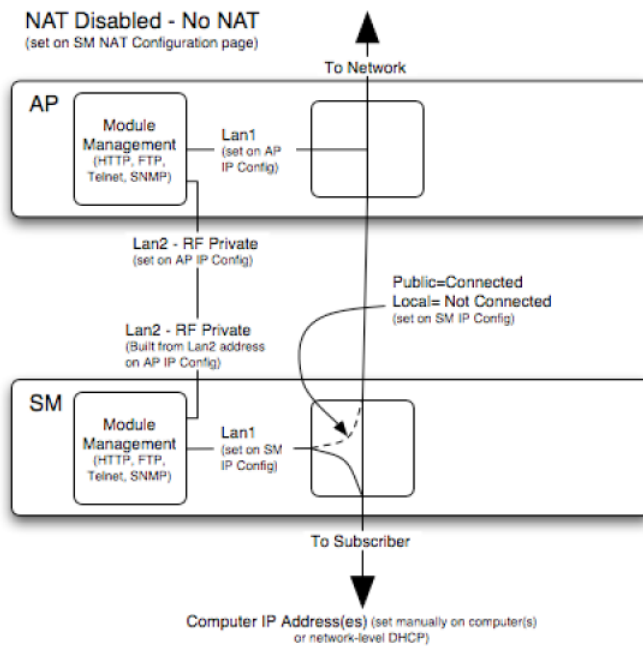 NAT Disabled - No NAT
(set on SM NAT Configuration page)
To Network
AP
Module
Management
(HTTP, FTP,
Telnet, SNMP)
Lan1
(set on AP
IP Config)
Lan2 - RF Private
(set on AP IP Config)
Public=Connected
Local= Not Connected
(set on SM IP Config)
Lan2 - RF Private
(Built from Lan2 address
on AP IP Config)
SM
Module
Management
(HTTP, FTP,
Telnet, SNMP)
Lan1
(set on SM
IP Config)
To Subscriber
Computer IP Address(es) (set manually on computer(s)
or network-level DHCP)